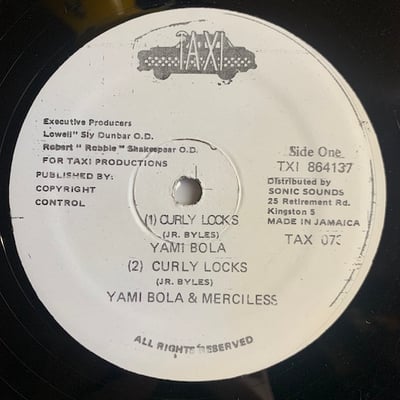 TAXI
Executive Producers
Lowell" Sly Dunbar O.D.
Robert " Robbie " Shakespear O.D.
FOR TAXI PRODUCTIONS
PUBLISHED BY:
COPYRIGHT
CONTROL
Side One
TXI 864137
Distributed by
SONIC SOUNDS
25 Retirement Rd.
Kingston 5
MADE IN JAMAICA
TAX 073
(1) CURLY LOCKS
(JR. BYLES)
YAMI BOLA
(2) CURLY LOCKS
(JR. BYLES)
YAMI BOLA & MERCILESS
ALL RIGHTS RESERVED